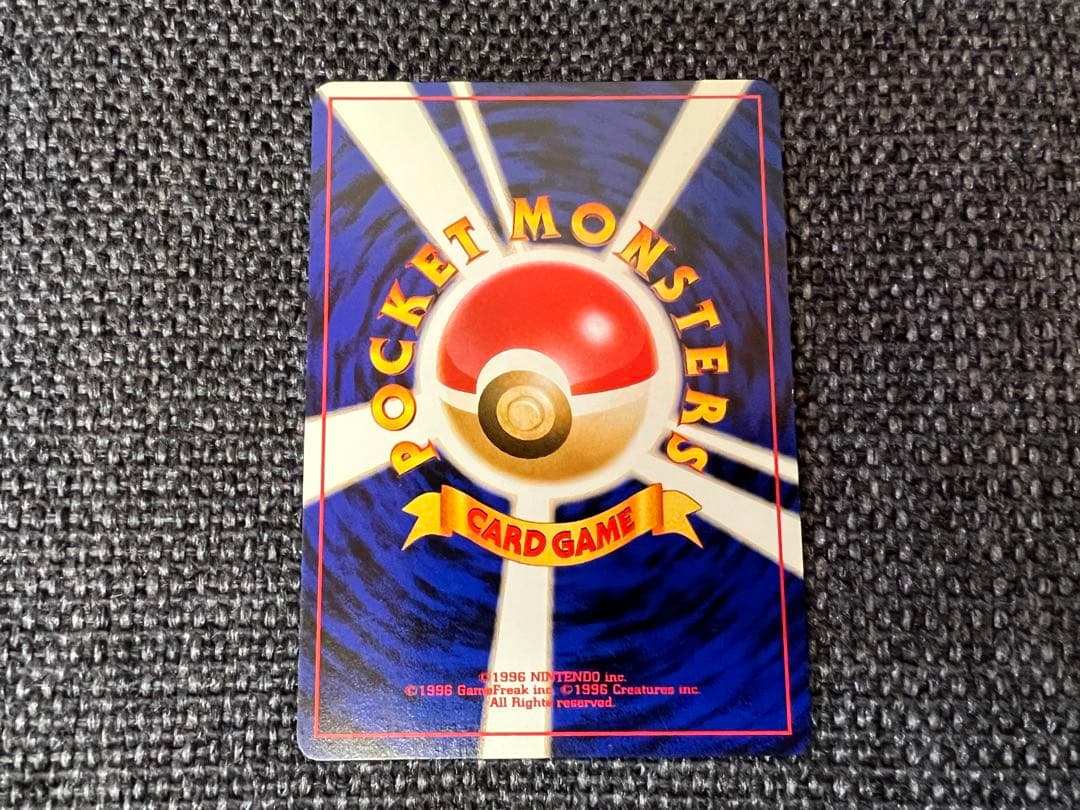 POCKET MONSTERS
CARD GAME
©1996 NINTENDO inc.
©1996 GameFreak inc. ©1996 Creatures inc.
All Rights reserved.